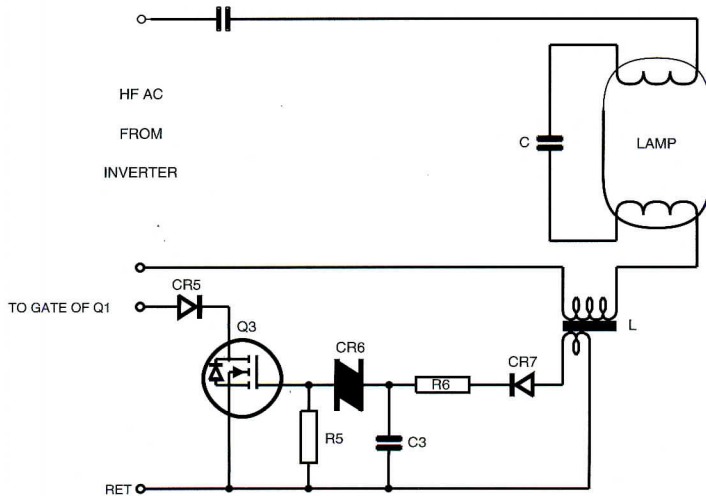 HF AC
FROM
INVERTER
C
LAMP
CR5
TO GATE OF Q1
Q3
CR6
L
CR7
R6
R5
C3
RET